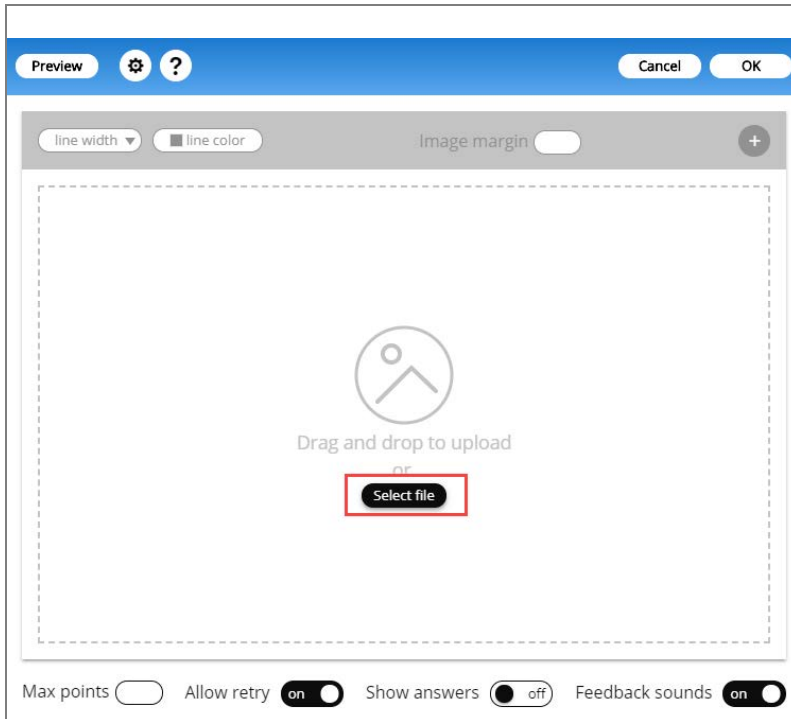 Preview ? Cancel OK
line width line color Image margin +
Drag and drop to upload
or
Select file
Max points Allow retry on Show answers off Feedback sounds on